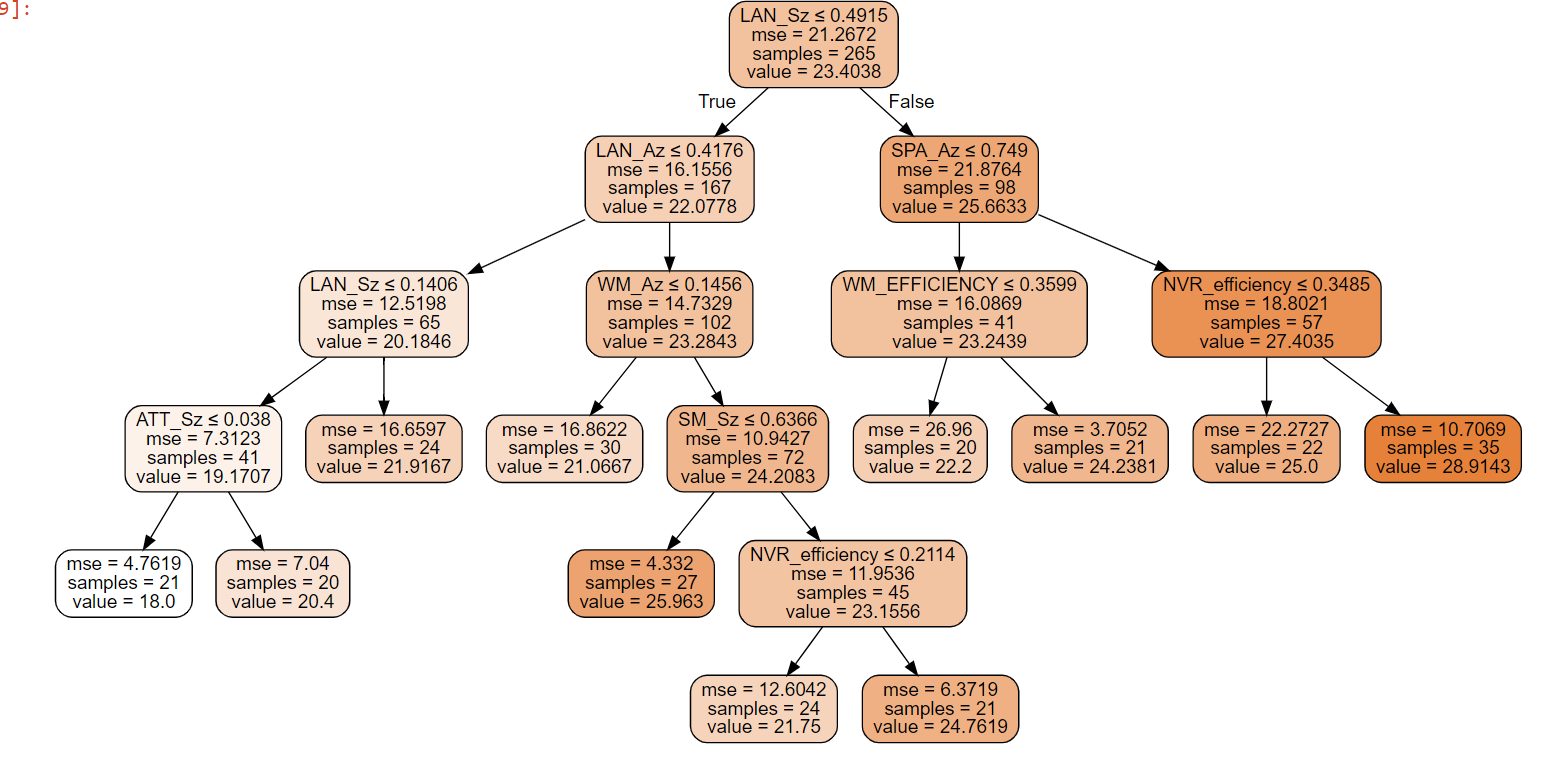 9]:
LAN_Sz ≤ 0.4915
mse = 21.2672
samples = 265
value = 23.4038
True
False
LAN_Az ≤ 0.4176
mse = 16.1556
samples = 167
value = 22.0778
SPA_Az ≤ 0.749
mse = 21.8764
samples = 98
value = 25.6633
LAN_Sz ≤ 0.1406
mse = 12.5198
samples = 65
value = 20.1846
WM_Az ≤ 0.1456
mse = 14.7329
samples = 102
value = 23.2843
WM_EFFICIENCY ≤ 0.3599
mse = 16.0869
samples = 41
value = 23.2439
NVR_efficiency ≤ 0.3485
mse = 18.8021
samples = 57
value = 27.4035
ATT_Sz ≤ 0.038
mse = 7.3123
samples = 41
value = 19.1707
mse = 16.6597
samples = 24
value = 21.9167
mse = 16.8622
samples = 30
value = 21.0667
SM_Sz ≤ 0.6366
mse = 10.9427
samples = 72
value = 24.2083
mse = 26.96
samples = 20
value = 22.2
mse = 3.7052
samples = 21
value = 24.2381
mse = 22.2727
samples = 22
value = 25.0
mse = 10.7069
samples = 35
value = 28.9143
mse = 4.7619
samples = 21
value = 18.0
mse = 7.04
samples = 20
value = 20.4
mse = 4.332
samples = 27
value = 25.963
NVR_efficiency ≤ 0.2114
mse = 11.9536
samples = 45
value = 23.1556
mse = 12.6042
samples = 24
value = 21.75
mse = 6.3719
samples = 21
value = 24.7619